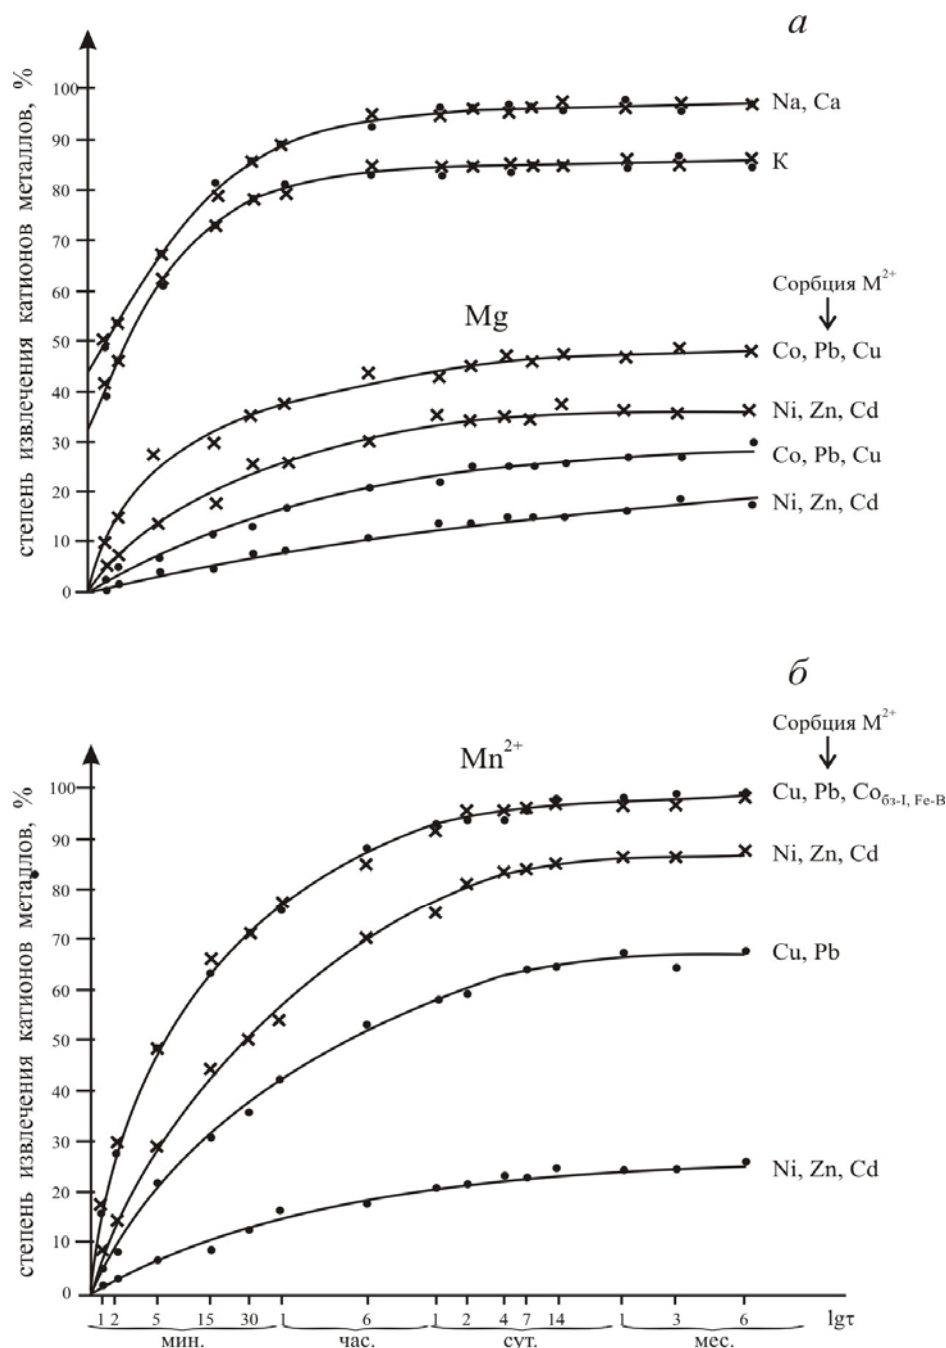 а
степень извлечения катионов металлов, %
100
90
80
70
60
50
40
30
20
10
0
Na, Ca
К
Сорбция M²⁺
Mg
Co, Pb, Cu
Ni, Zn, Cd
Co, Pb, Cu
Ni, Zn, Cd
б
степень извлечения катионов металлов, %
Сорбция M²⁺
Mn²⁺
100
90
80
70
60
50
40
30
20
10
0
Cu, Pb, Coбз-I, Fe-B
Ni, Zn, Cd
Cu, Pb
Ni, Zn, Cd
1 2 5 15 30 1 6 1 2 4 7 14 1 3 6 lgτ
мин. час. сут. мес.